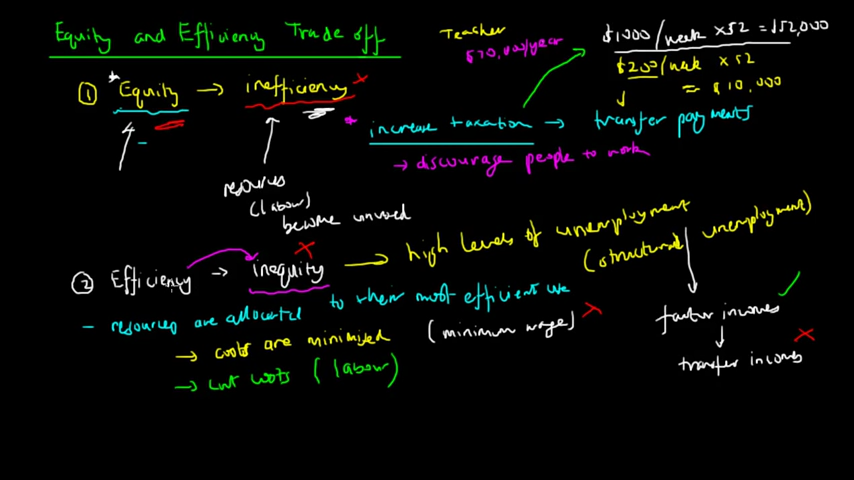 Equity and Efficiency Trade off
Teacher
$70,000/year
$1000 / week × 52 = $52,000
$200 / week × 52
= $10,000
① * Equity → inefficiency ×
* increase taxation → transfer payments
→ discourage people to work
resources
(labour)
become unused
② Efficiency → inequity → high levels of unemployment
(structural unemployment)
- resources are allocated to their most efficient use
(minimum wage) ×
→ costs are minimised
→ cut costs (labour)
factor incomes ✓
transfer incomes ×